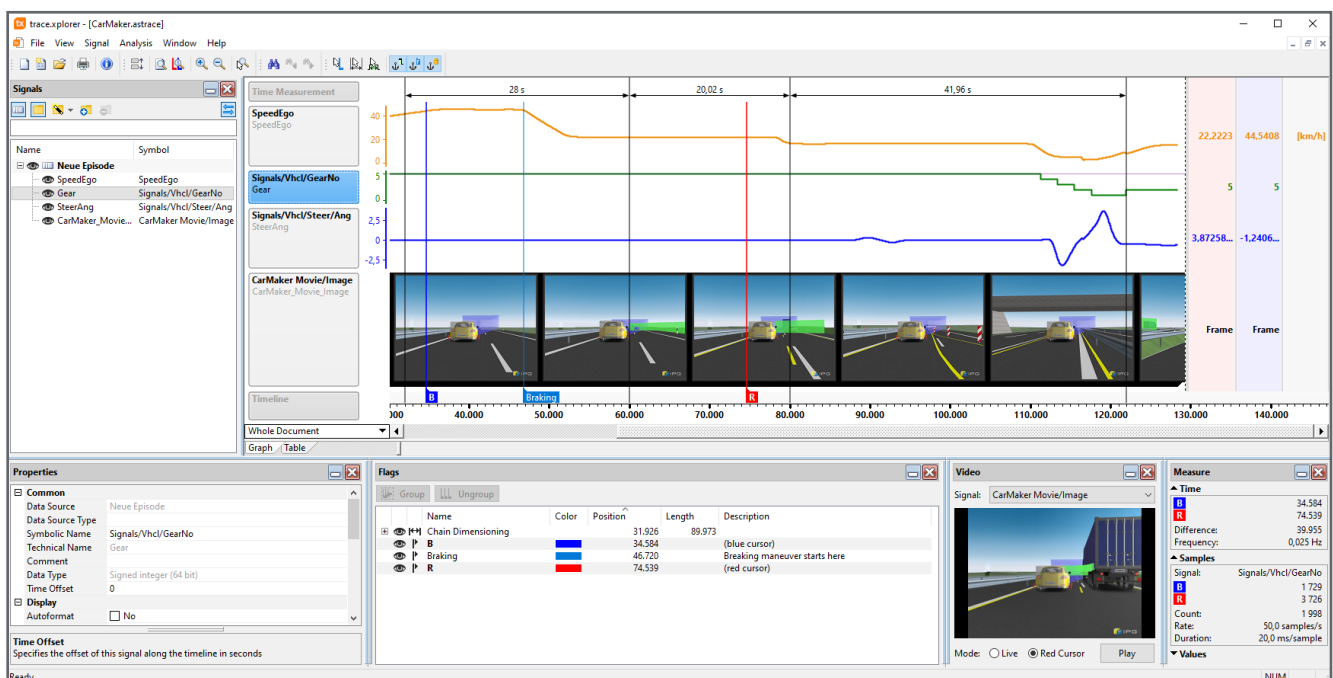 tx trace.xplorer - [CarMaker.astrace]
File View Signal Analysis Window Help
Signals
Name Symbol
Neue Episode
SpeedEgo SpeedEgo
Gear Signals/Vhcl/GearNo
SteerAng Signals/Vhcl/Steer/Ang
CarMaker_Movie... CarMaker Movie/Image
Time Measurement
28 s 20,02 s 41,96 s
SpeedEgo
SpeedEgo
40
20
0
22,2223 44,5408 [km/h]
Signals/Vhcl/GearNo
Gear
5
0
5 5
Signals/Vhcl/Steer/Ang
SteerAng
2,5
0
-2,5
3,87258... -1,2406...
CarMaker Movie/Image
CarMaker_Movie_Image
Frame Frame
IPG IPG IPG IPG IPG
Timeline
B Braking R
000 40.000 50.000 60.000 70.000 80.000 90.000 100.000 110.000 120.000 130.000 140.000
Whole Document
Graph Table
Properties
Common
Data Source Neue Episode
Data Source Type
Symbolic Name Signals/Vhcl/GearNo
Technical Name Gear
Comment
Data Type Signed integer (64 bit)
Time Offset 0
Display
Autoformat No
Time Offset
Specifies the offset of this signal along the timeline in seconds
Flags
Group Ungroup
Name Color Position Length Description
Chain Dimensioning 31.926 89.973
B 34.584 (blue cursor)
Braking 46.720 Breaking maneuver starts here
R 74.539 (red cursor)
Video
Signal: CarMaker Movie/Image
IPG
Mode: Live Red Cursor Play
Measure
Time
B 34.584
R 74.539
Difference: 39.955
Frequency: 0,025 Hz
Samples
Signal: Signals/Vhcl/GearNo
B 1 729
R 3 726
Count: 1 998
Rate: 50,0 samples/s
Duration: 20,0 ms/sample
Values
Ready NUM